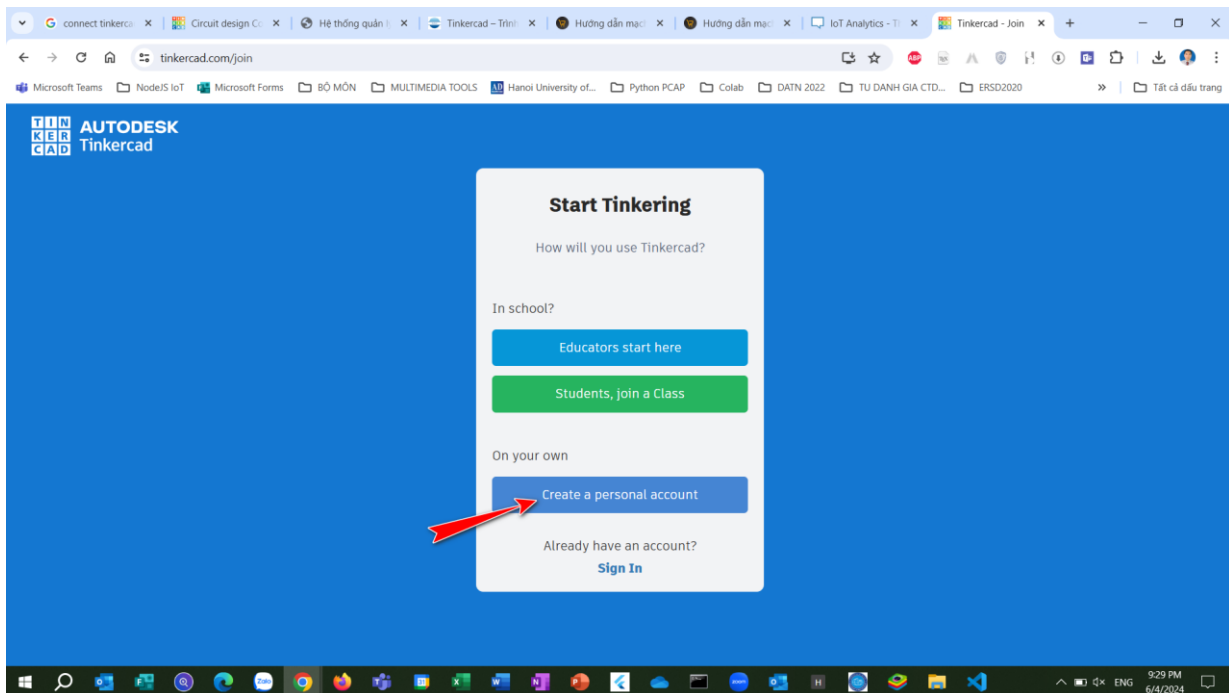 connect tinkerca
Circuit design Co
Hệ thống quản l
Tinkercad – Trình
Hướng dẫn mạch
Hướng dẫn mạch
IoT Analytics - Th
Tinkercad - Join
tinkercad.com/join
Microsoft Teams
NodeJS IoT
Microsoft Forms
BỘ MÔN
MULTIMEDIA TOOLS
Hanoi University of...
Python PCAP
Colab
DATN 2022
TU DANH GIA CTD...
ERSD2020
Tất cả dấu trang
TIN
KER
CAD
AUTODESK
Tinkercad
Start Tinkering
How will you use Tinkercad?
In school?
Educators start here
Students, join a Class
On your own
Create a personal account
Already have an account?
Sign In
ENG
9:29 PM
6/4/2024